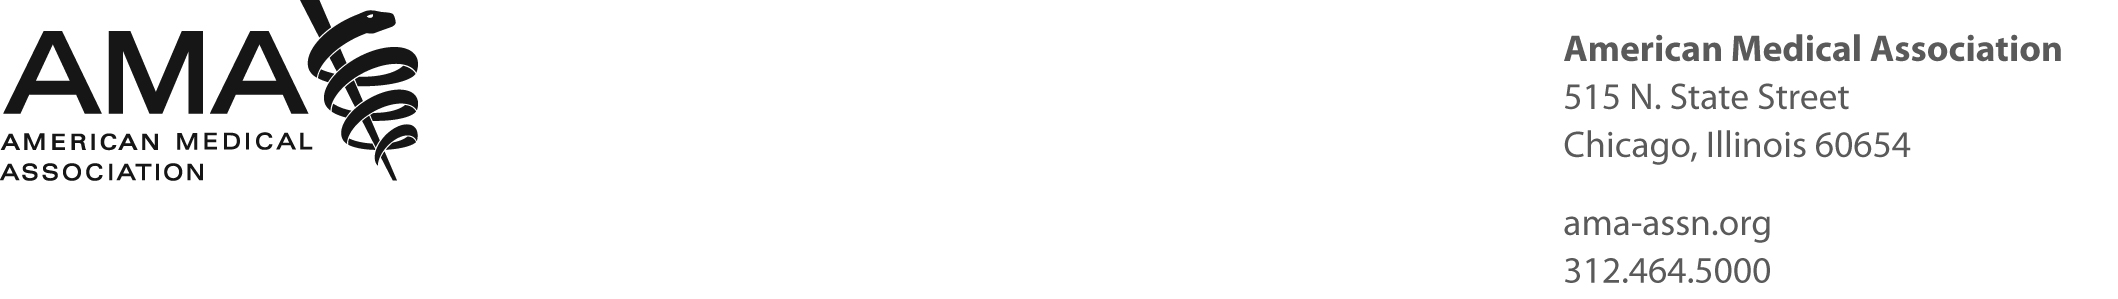 AMA
AMERICAN MEDICAL
ASSOCIATION
American Medical Association
515 N. State Street
Chicago, Illinois 60654
ama-assn.org
312.464.5000